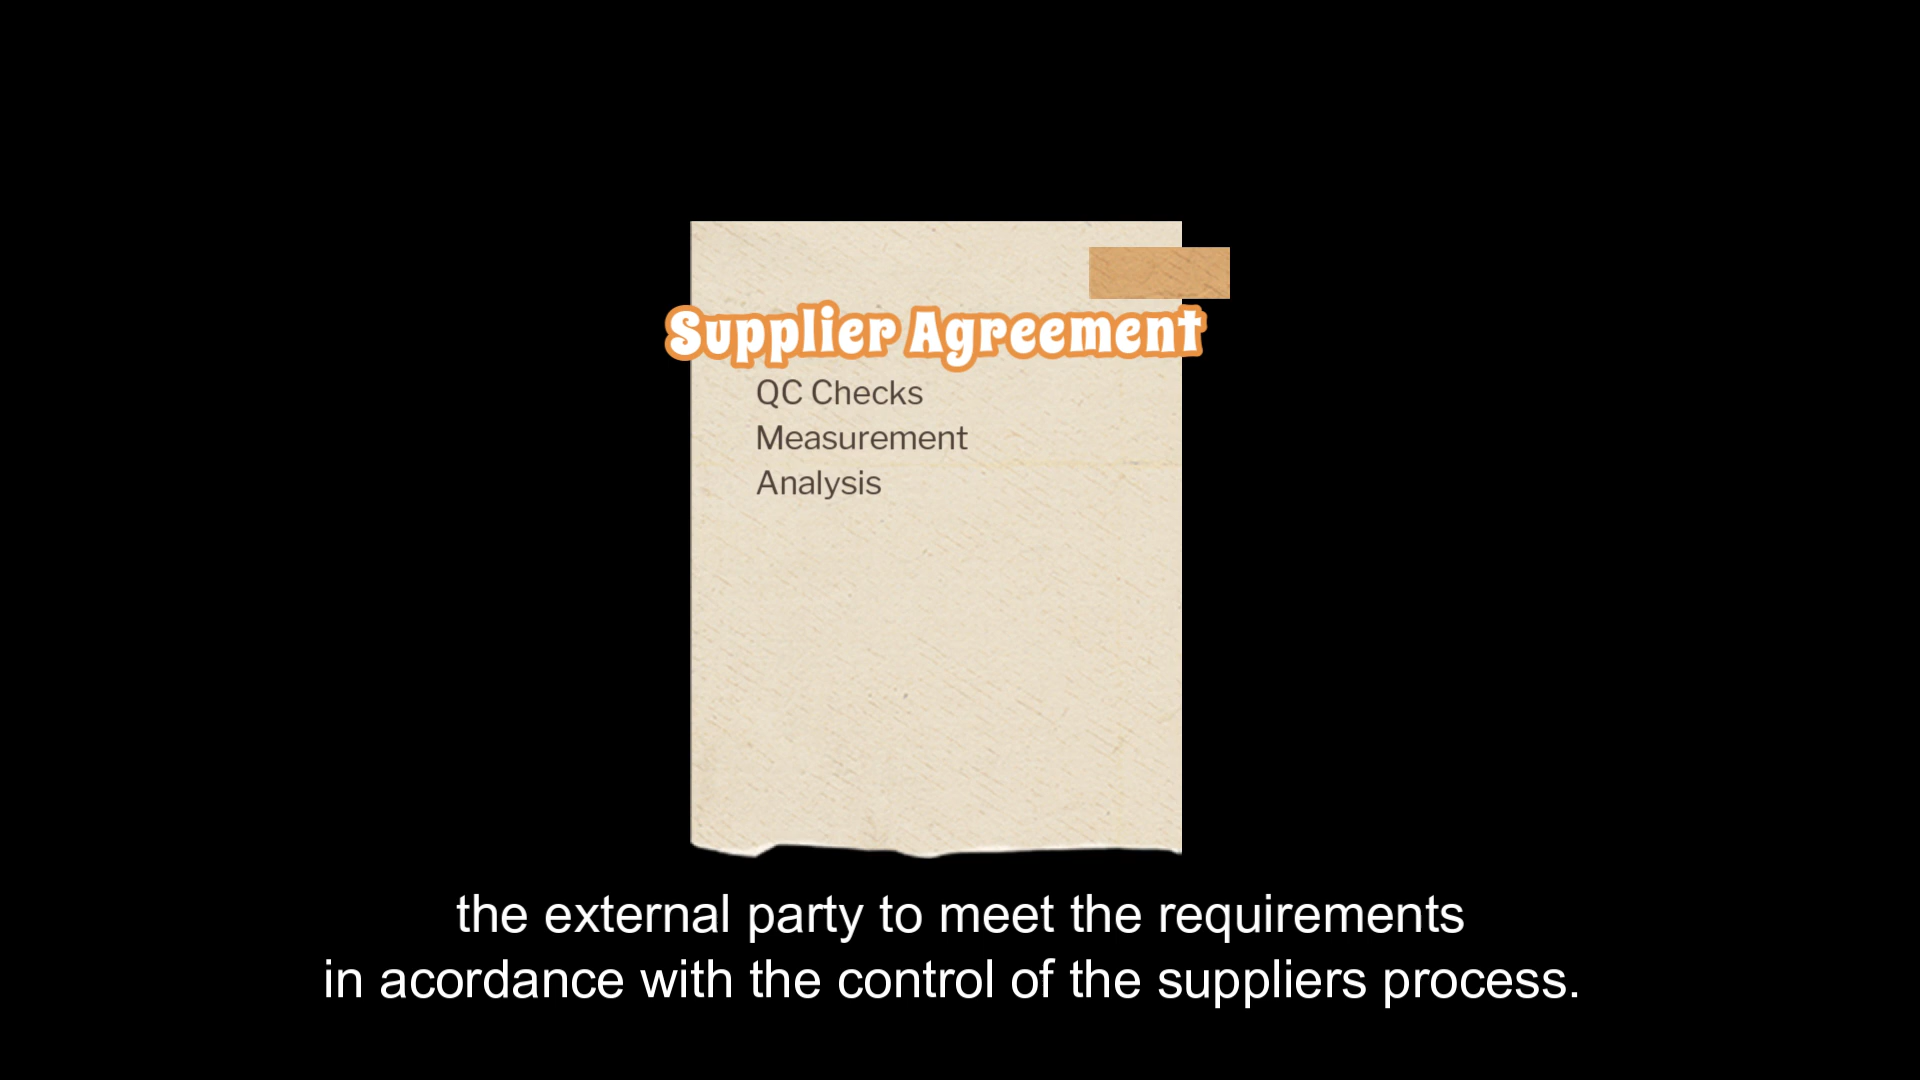 Supplier Agreement
QC Checks
Measurement
Analysis
the external party to meet the requirements
in acordance with the control of the suppliers process.